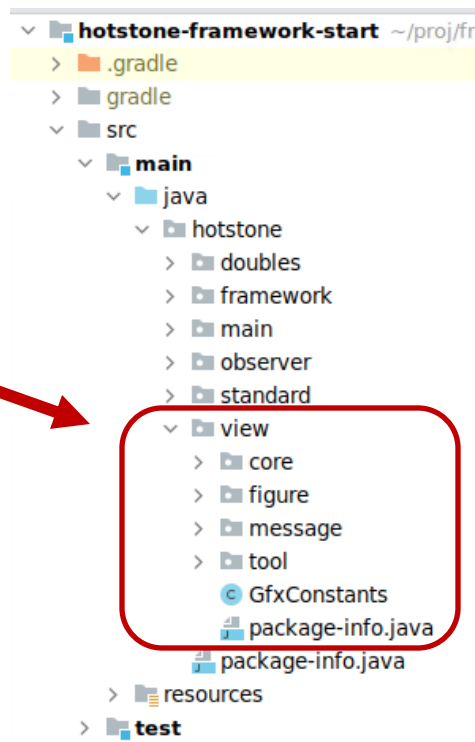 hotstone-framework-start ~/proj/fr
.gradle
gradle
src
main
java
hotstone
doubles
framework
main
observer
standard
view
core
figure
message
tool
C GfxConstants
J package-info.java
J package-info.java
resources
test